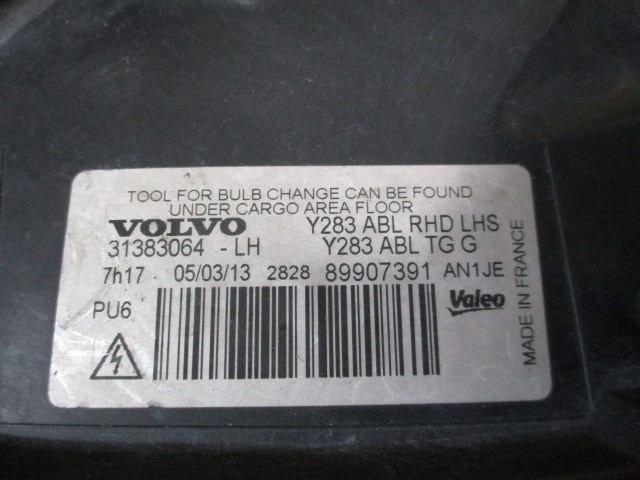 TOOL FOR BULB CHANGE CAN BE FOUND
UNDER CARGO AREA FLOOR
VOLVO Y283 ABL RHD LHS
31383064 - LH Y283 ABL TG G
7h17 05/03/13 2828 89907391 AN1JE
PU6
Valeo
MADE IN FRANCE